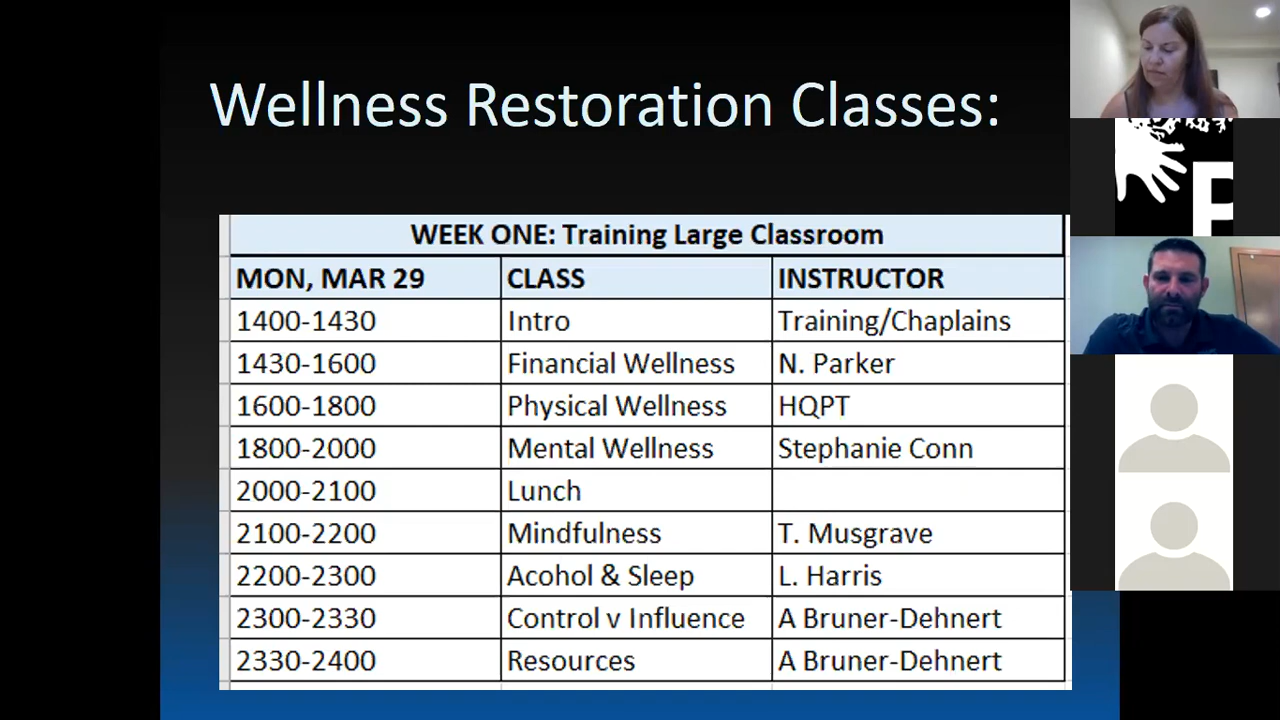 Wellness Restoration Classes:
WEEK ONE: Training Large Classroom
MON, MAR 29 CLASS INSTRUCTOR
1400-1430 Intro Training/Chaplains
1430-1600 Financial Wellness N. Parker
1600-1800 Physical Wellness HQPT
1800-2000 Mental Wellness Stephanie Conn
2000-2100 Lunch
2100-2200 Mindfulness T. Musgrave
2200-2300 Acohol & Sleep L. Harris
2300-2330 Control v Influence A Bruner-Dehnert
2330-2400 Resources A Bruner-Dehnert